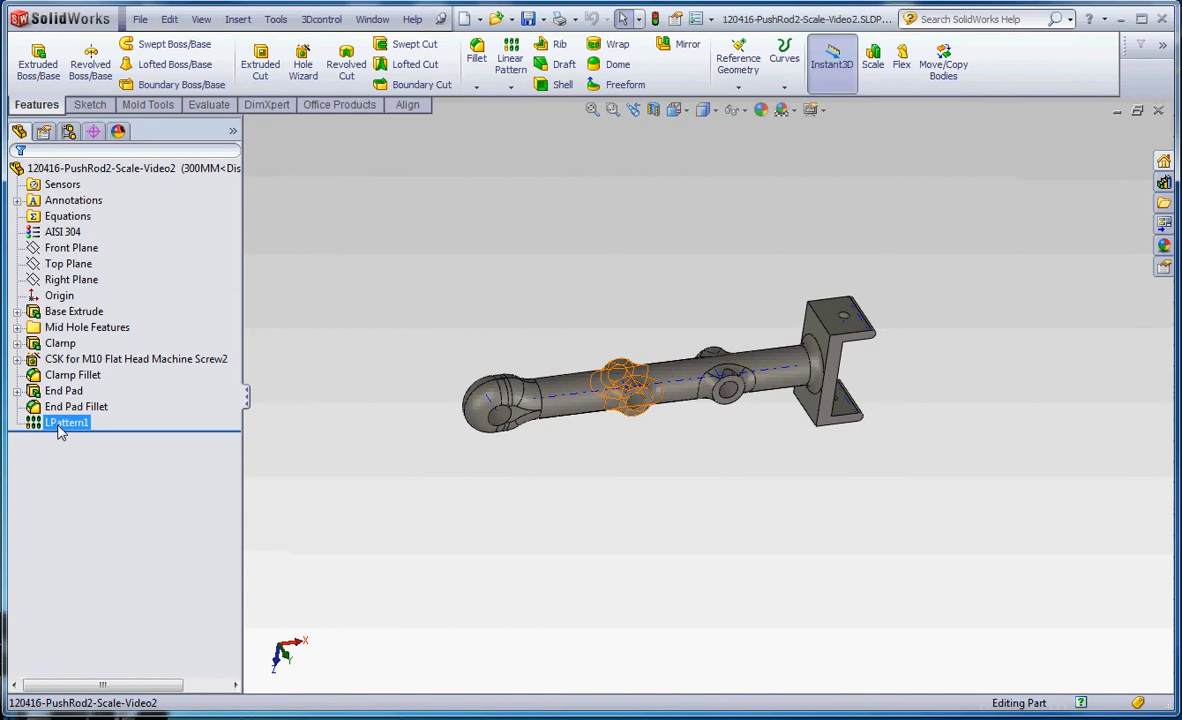 SolidWorks File Edit View Insert Tools 3Dcontrol Window Help 120416-PushRod2-Scale-Video2.SLDP... Search SolidWorks Help
Extruded Boss/Base
Revolved Boss/Base
Swept Boss/Base
Lofted Boss/Base
Boundary Boss/Base
Extruded Cut
Hole Wizard
Revolved Cut
Swept Cut
Lofted Cut
Boundary Cut
Fillet
Linear Pattern
Rib
Draft
Shell
Wrap
Dome
Freeform
Mirror
Reference Geometry
Curves
Instant3D
Scale
Flex
Move/Copy Bodies
Features Sketch Mold Tools Evaluate DimXpert Office Products Align
120416-PushRod2-Scale-Video2 (300MM<Dis
Sensors
Annotations
Equations
AISI 304
Front Plane
Top Plane
Right Plane
Origin
Base Extrude
Mid Hole Features
Clamp
CSK for M10 Flat Head Machine Screw2
Clamp Fillet
End Pad
End Pad Fillet
LPattern1
X
Y
Z
120416-PushRod2-Scale-Video2 Editing Part